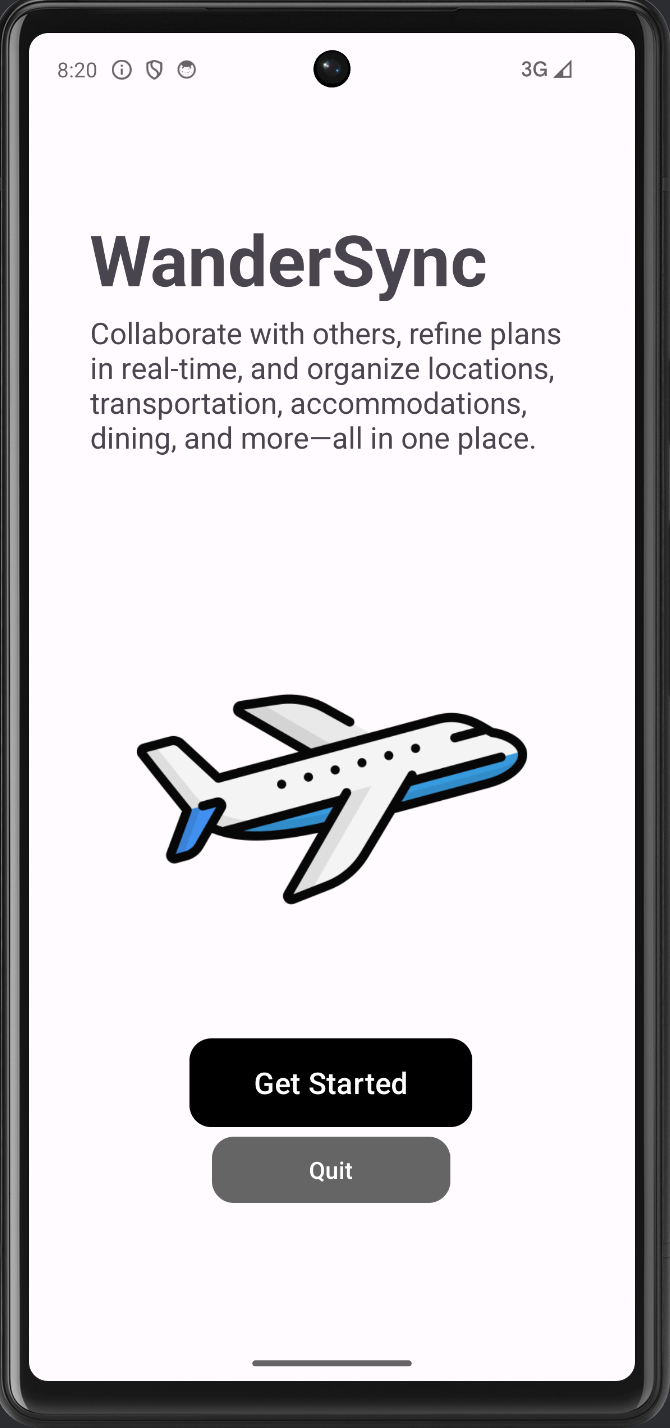 8:20
3G
WanderSync
Collaborate with others, refine plans
in real-time, and organize locations,
transportation, accommodations,
dining, and more—all in one place.
Get Started
Quit